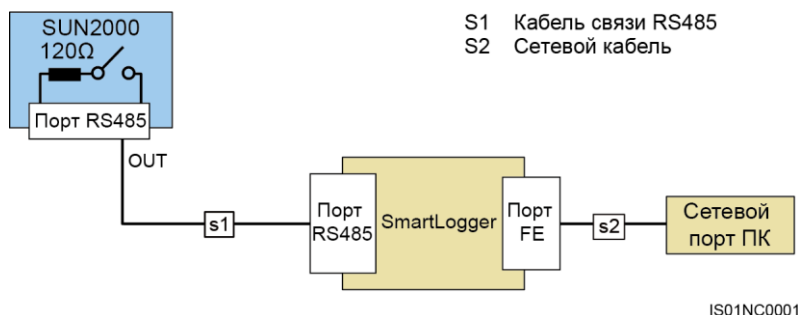 SUN2000
120Ω
Порт RS485
OUT
S1 Кабель связи RS485
S2 Сетевой кабель
s1
Порт
RS485
SmartLogger
Порт
FE
s2
Сетевой
порт ПК
IS01NC0001